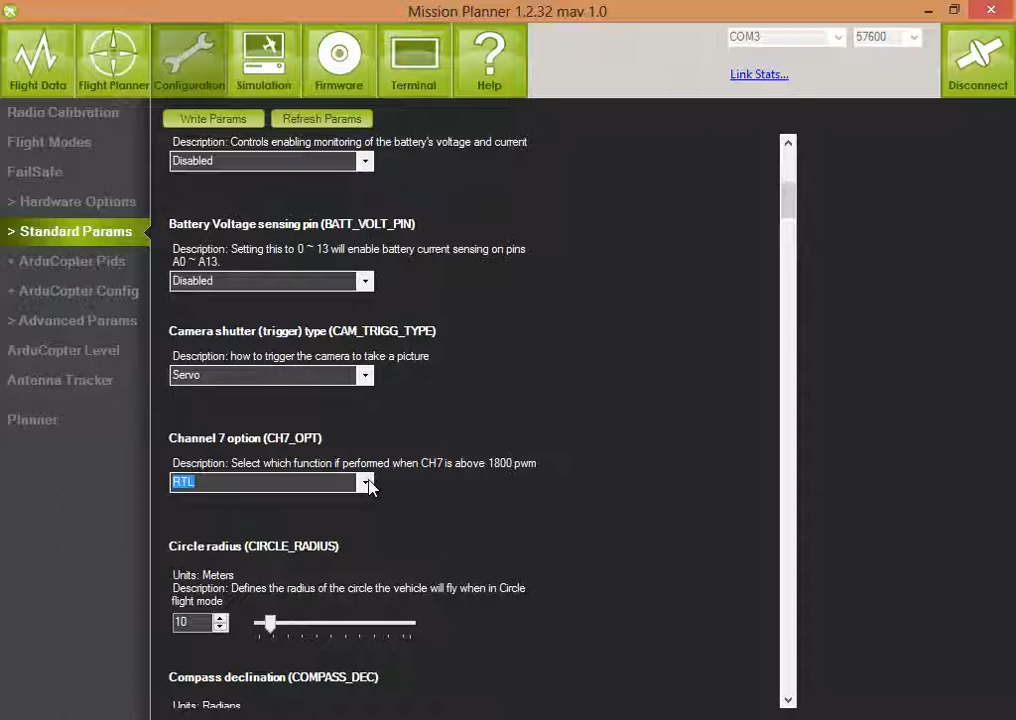 Mission Planner 1.2.32 mav 1.0
Flight Data
Flight Planner
Configuration
Simulation
Firmware
Terminal
Help
COM3
57600
Link Stats...
Disconnect
Radio Calibration
Flight Modes
FailSafe
> Hardware Options
> Standard Params
+ ArduCopter Pids
+ ArduCopter Config
> Advanced Params
ArduCopter Level
Antenna Tracker
Planner
Write Params
Refresh Params
Description: Controls enabling monitoring of the battery's voltage and current
Disabled
Battery Voltage sensing pin (BATT_VOLT_PIN)
Description: Setting this to 0 ~ 13 will enable battery current sensing on pins
A0 ~ A13.
Disabled
Camera shutter (trigger) type (CAM_TRIGG_TYPE)
Description: how to trigger the camera to take a picture
Servo
Channel 7 option (CH7_OPT)
Description: Select which function if performed when CH7 is above 1800 pwm
RTL
Circle radius (CIRCLE_RADIUS)
Units: Meters
Description: Defines the radius of the circle the vehicle will fly when in Circle
flight mode
10
Compass declination (COMPASS_DEC)
Units: Radians